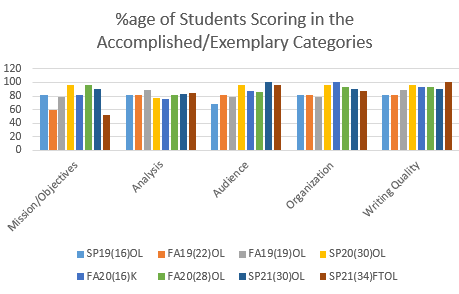 %age of Students Scoring in the
Accomplished/Exemplary Categories
120
100
80
60
40
20
0
Mission/Objectives
Analysis
Audience
Organization
Writing Quality
SP19(16)OL
FA19(22)OL
FA19(19)OL
SP20(30)OL
FA20(16)K
FA20(28)OL
SP21(30)OL
SP21(34)FTOL